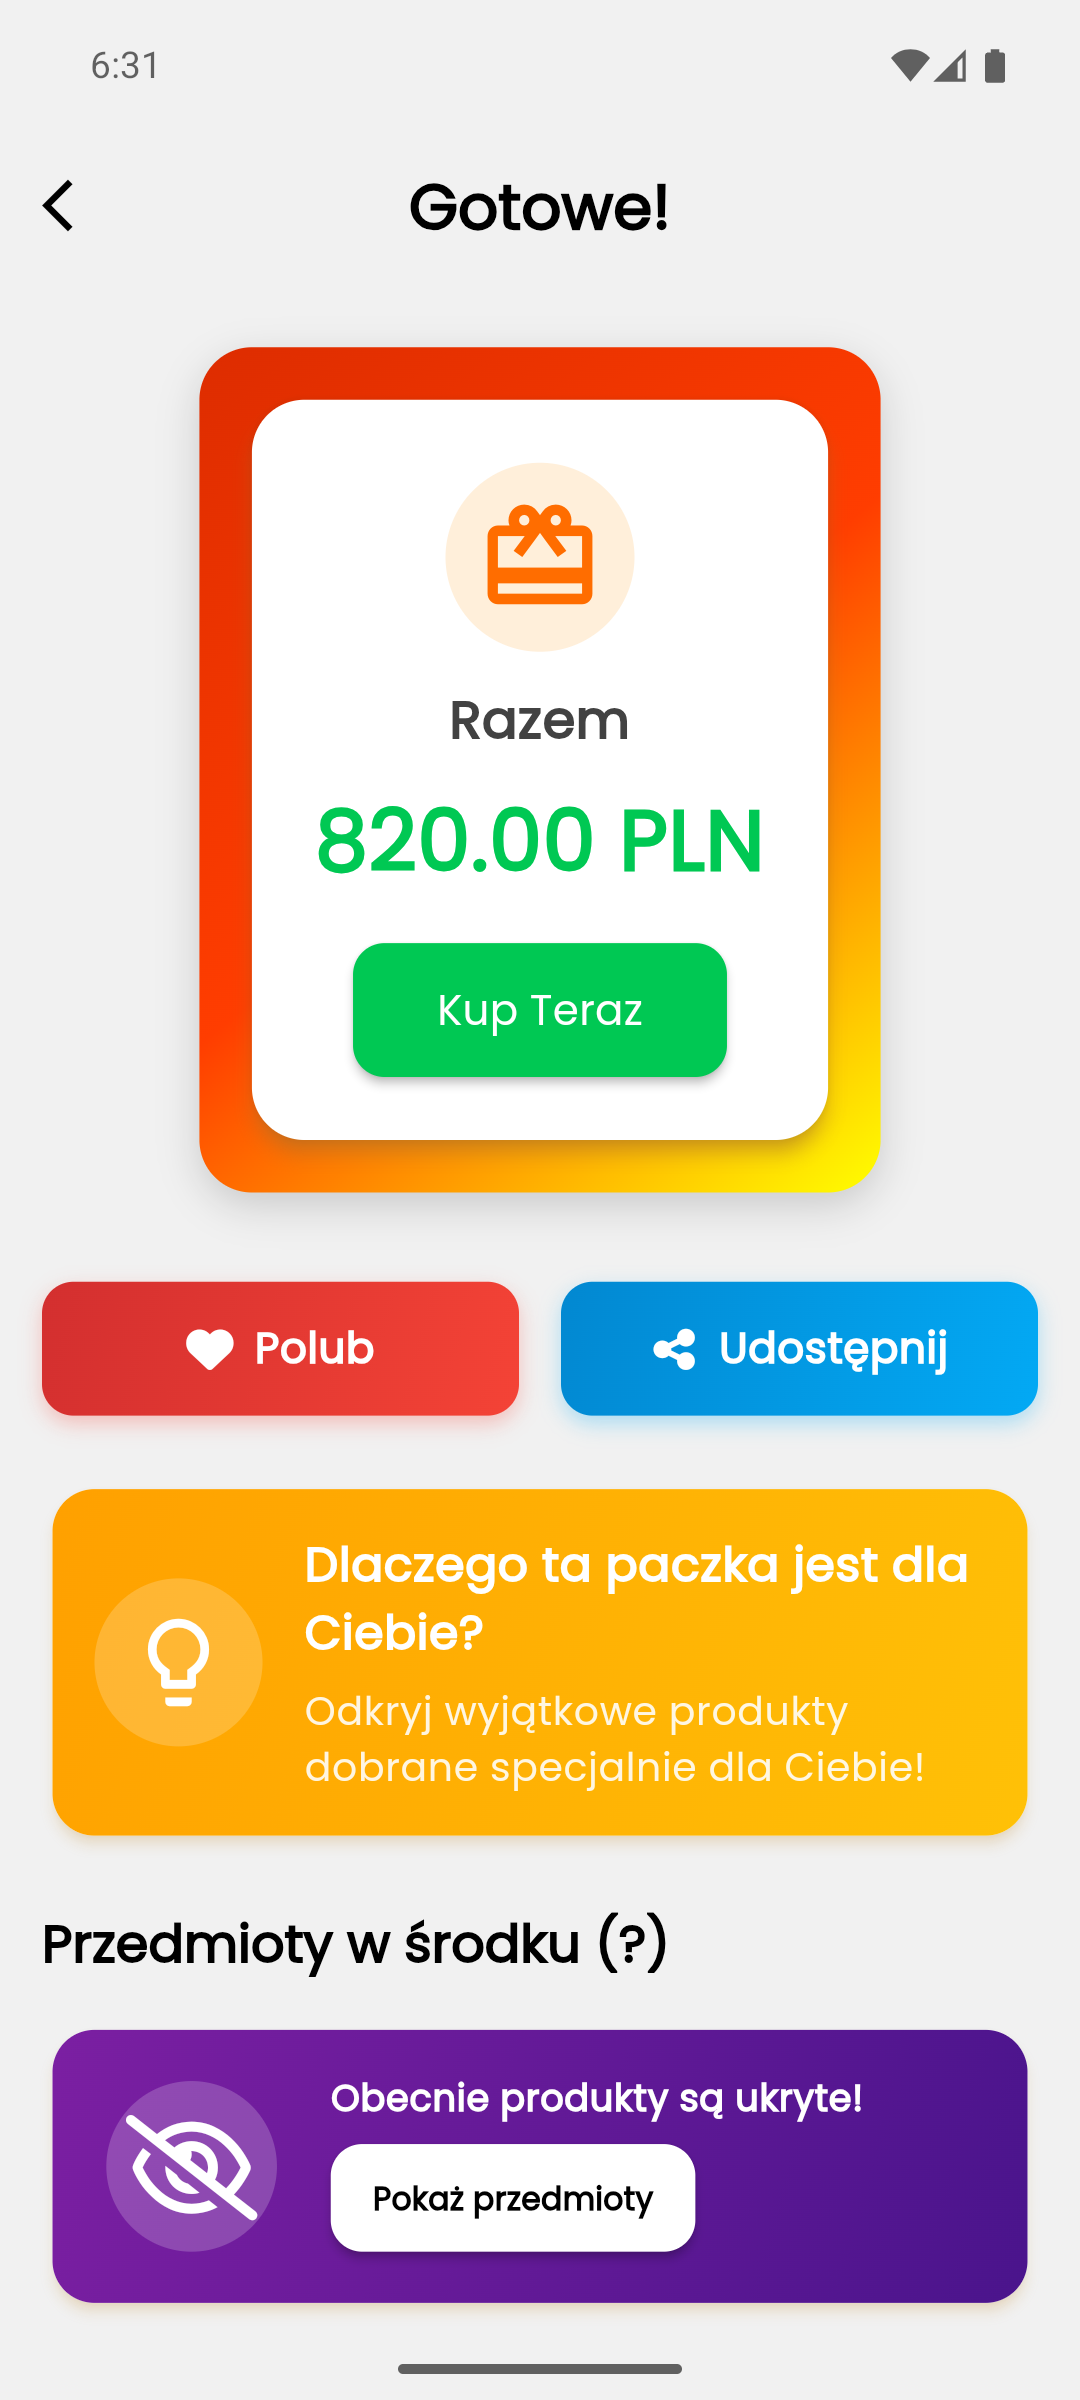 6:31
Gotowe!
Razem
820.00 PLN
Kup Teraz
Polub
Udostępnij
Dlaczego ta paczka jest dla
Ciebie?
Odkryj wyjątkowe produkty
dobrane specjalnie dla Ciebie!
Przedmioty w środku (?)
Obecnie produkty są ukryte!
Pokaż przedmioty